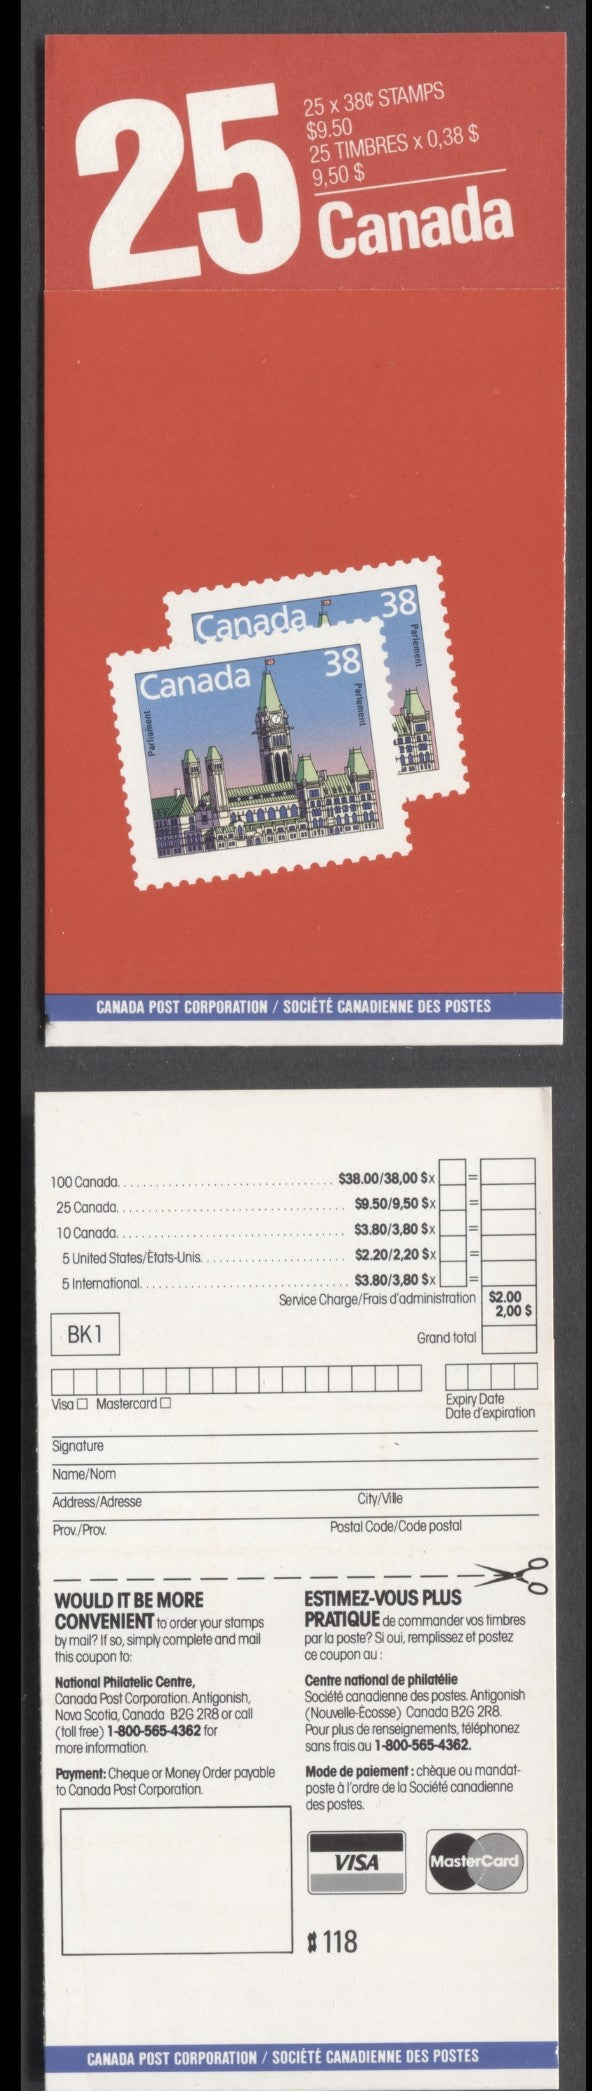 25
25 x 38¢ STAMPS
$9.50
25 TIMBRES x 0,38 $
9,50 $
Canada
Canada 38
Parlement
Canada 38
Parliament
Parlement
CANADA POST CORPORATION / SOCIÉTÉ CANADIENNE DES POSTES
100 Canada. . . . . . . . . . . . . . . . . . . . . . . . . . . . . . . . . . $38.00/38,00 $x =
25 Canada. . . . . . . . . . . . . . . . . . . . . . . . . . . . . . . . . . . . $9.50/9,50 $x =
10 Canada. . . . . . . . . . . . . . . . . . . . . . . . . . . . . . . . . . . . $3.80/3,80 $x =
5 United States/États-Unis. . . . . . . . . . . . . . . . . . . . . . . $2.20/2,20 $x =
5 International. . . . . . . . . . . . . . . . . . . . . . . . . . . . . . . . $3.80/3,80 $x =
Service Charge/Frais d'administration $2.00
2,00 $
BK1
Grand total
Visa Mastercard
Expiry Date
Date d'expiration
Signature
Name/Nom
Address/Adresse City/Ville
Prov./Prov. Postal Code/Code postal
WOULD IT BE MORE
CONVENIENT to order your stamps
by mail? If so, simply complete and mail
this coupon to:
National Philatelic Centre,
Canada Post Corporation. Antigonish,
Nova Scotia, Canada B2G 2R8 or call
(toll free) 1-800-565-4362 for
more information.
Payment: Cheque or Money Order payable
to Canada Post Corporation.
ESTIMEZ-VOUS PLUS
PRATIQUE de commander vos timbres
par la poste? Si oui, remplissez et postez
ce coupon au :
Centre national de philatélie
Société canadienne des postes. Antigonish
(Nouvelle-Écosse) Canada B2G 2R8.
Pour plus de renseignements, téléphonez
sans frais au 1-800-565-4362.
Mode de paiement : chèque ou mandat-
poste à l'ordre de la Société canadienne
des postes.
VISA
MasterCard
118
CANADA POST CORPORATION / SOCIÉTÉ CANADIENNE DES POSTES